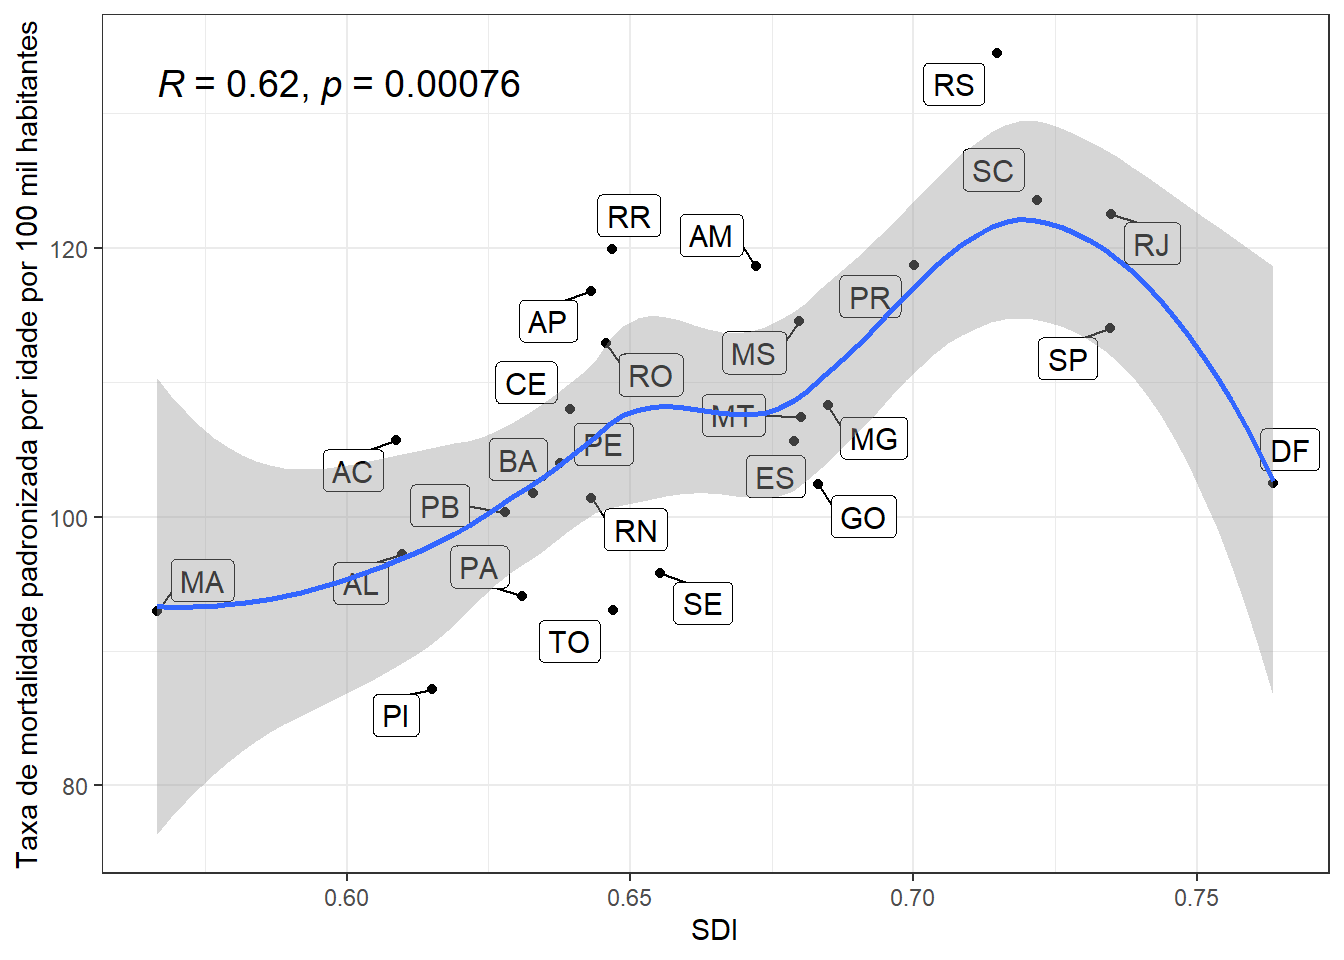 Taxa de mortalidade padronizada por idade por 100 mil habitantes
R = 0.62, p = 0.00076
RS
SC
RR
AM
RJ
120
PR
AP
MS
SP
RO
CE
MT
MG
PE
DF
BA
AC
ES
PB
GO
100
RN
PA
MA
AL
SE
TO
PI
80
0.60 0.65 0.70 0.75
SDI